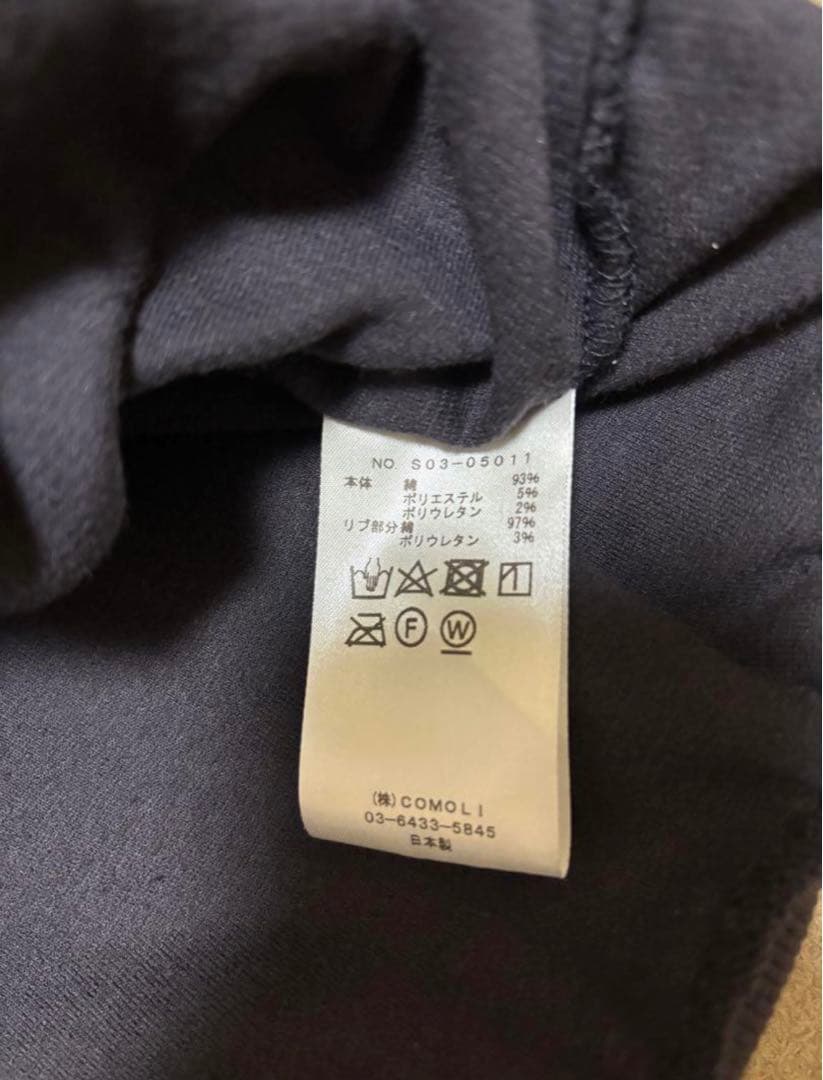 NO. S03-05011
本体 綿 93%
ポリエステル 5%
ポリウレタン 2%
リブ部分 綿 97%
ポリウレタン 3%
F W
(株)COMOLI
03-6433-5845
日本製